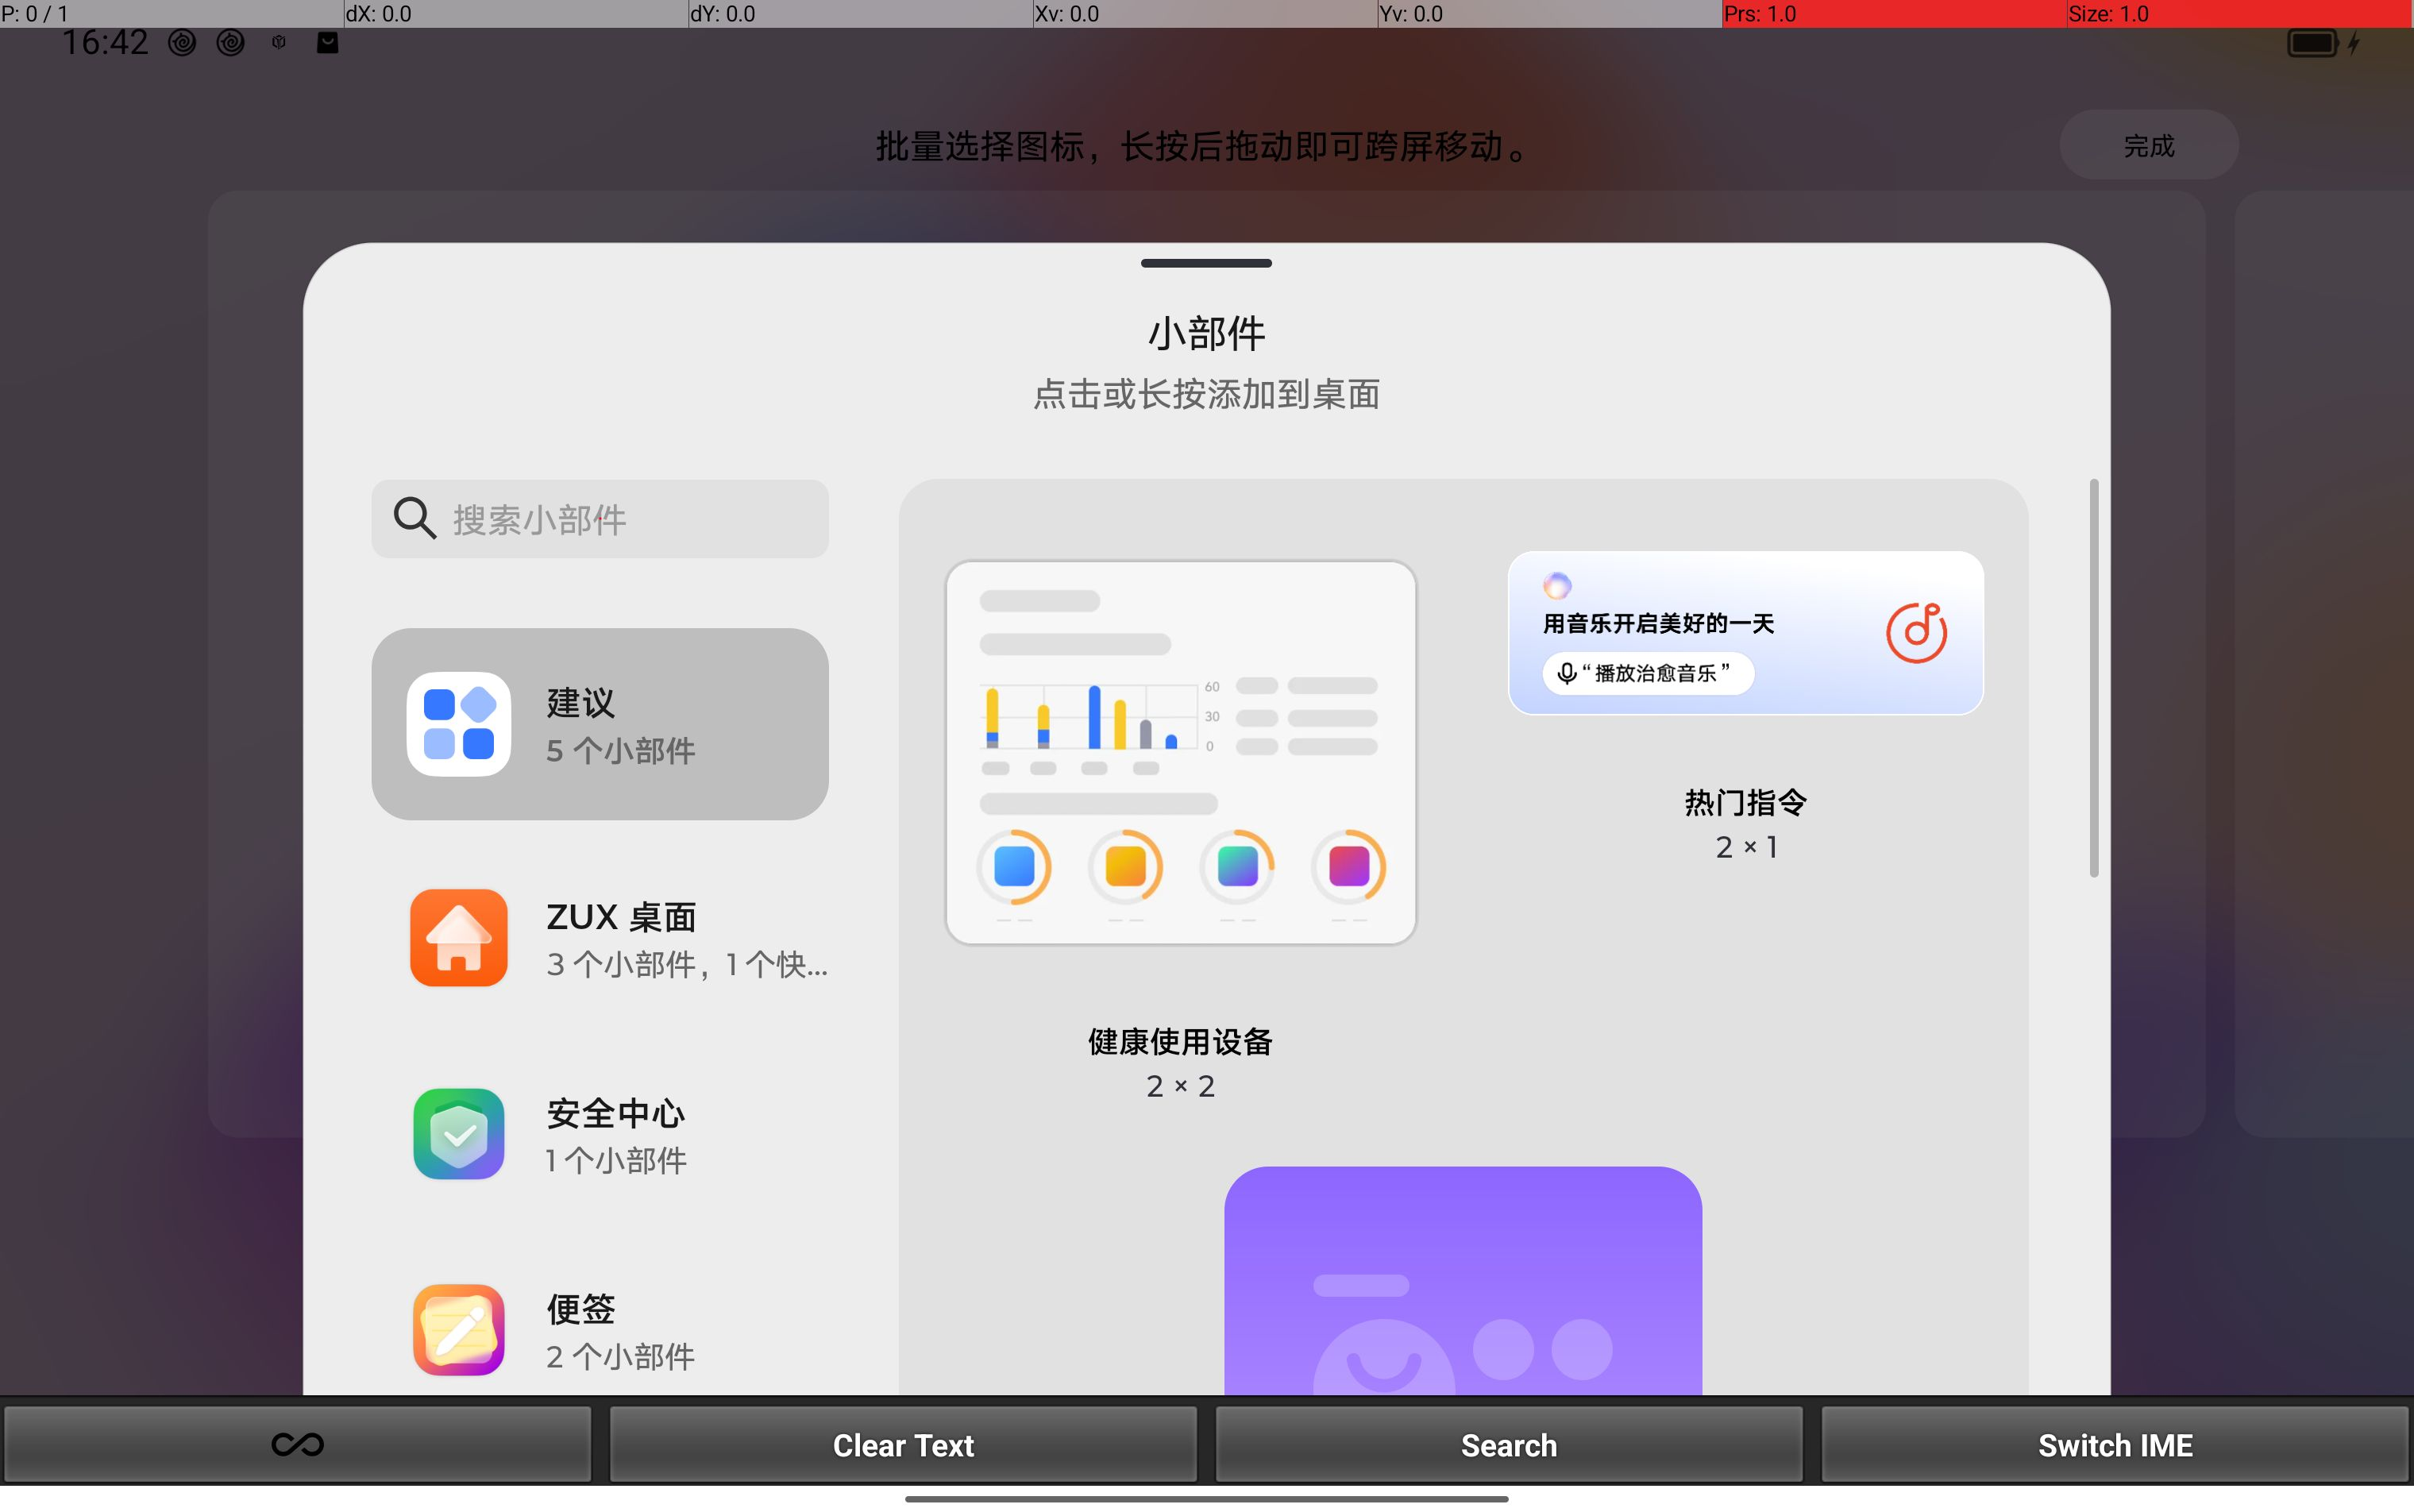 P: 0 / 1 dX: 0.0 dY: 0.0 Xv: 0.0 Yv: 0.0 Prs: 1.0 Size: 1.0
16:42
批量选择图标，长按后拖动即可跨屏移动。
完成
小部件
点击或长按添加到桌面
搜索小部件
建议
5 个小部件
ZUX 桌面
3 个小部件，1 个快...
安全中心
1 个小部件
便签
2 个小部件
60
30
0
健康使用设备
2 × 2
用音乐开启美好的一天
“播放治愈音乐”
热门指令
2 × 1
Clear Text
Search
Switch IME